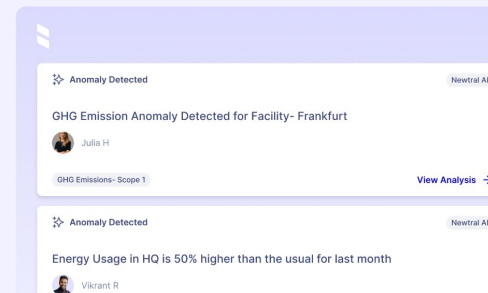 Anomaly Detected
Newtral AI
GHG Emission Anomaly Detected for Facility- Frankfurt
Julia H
GHG Emissions- Scope 1
View Analysis
Anomaly Detected
Newtral AI
Energy Usage in HQ is 50% higher than the usual for last month
Vikrant R